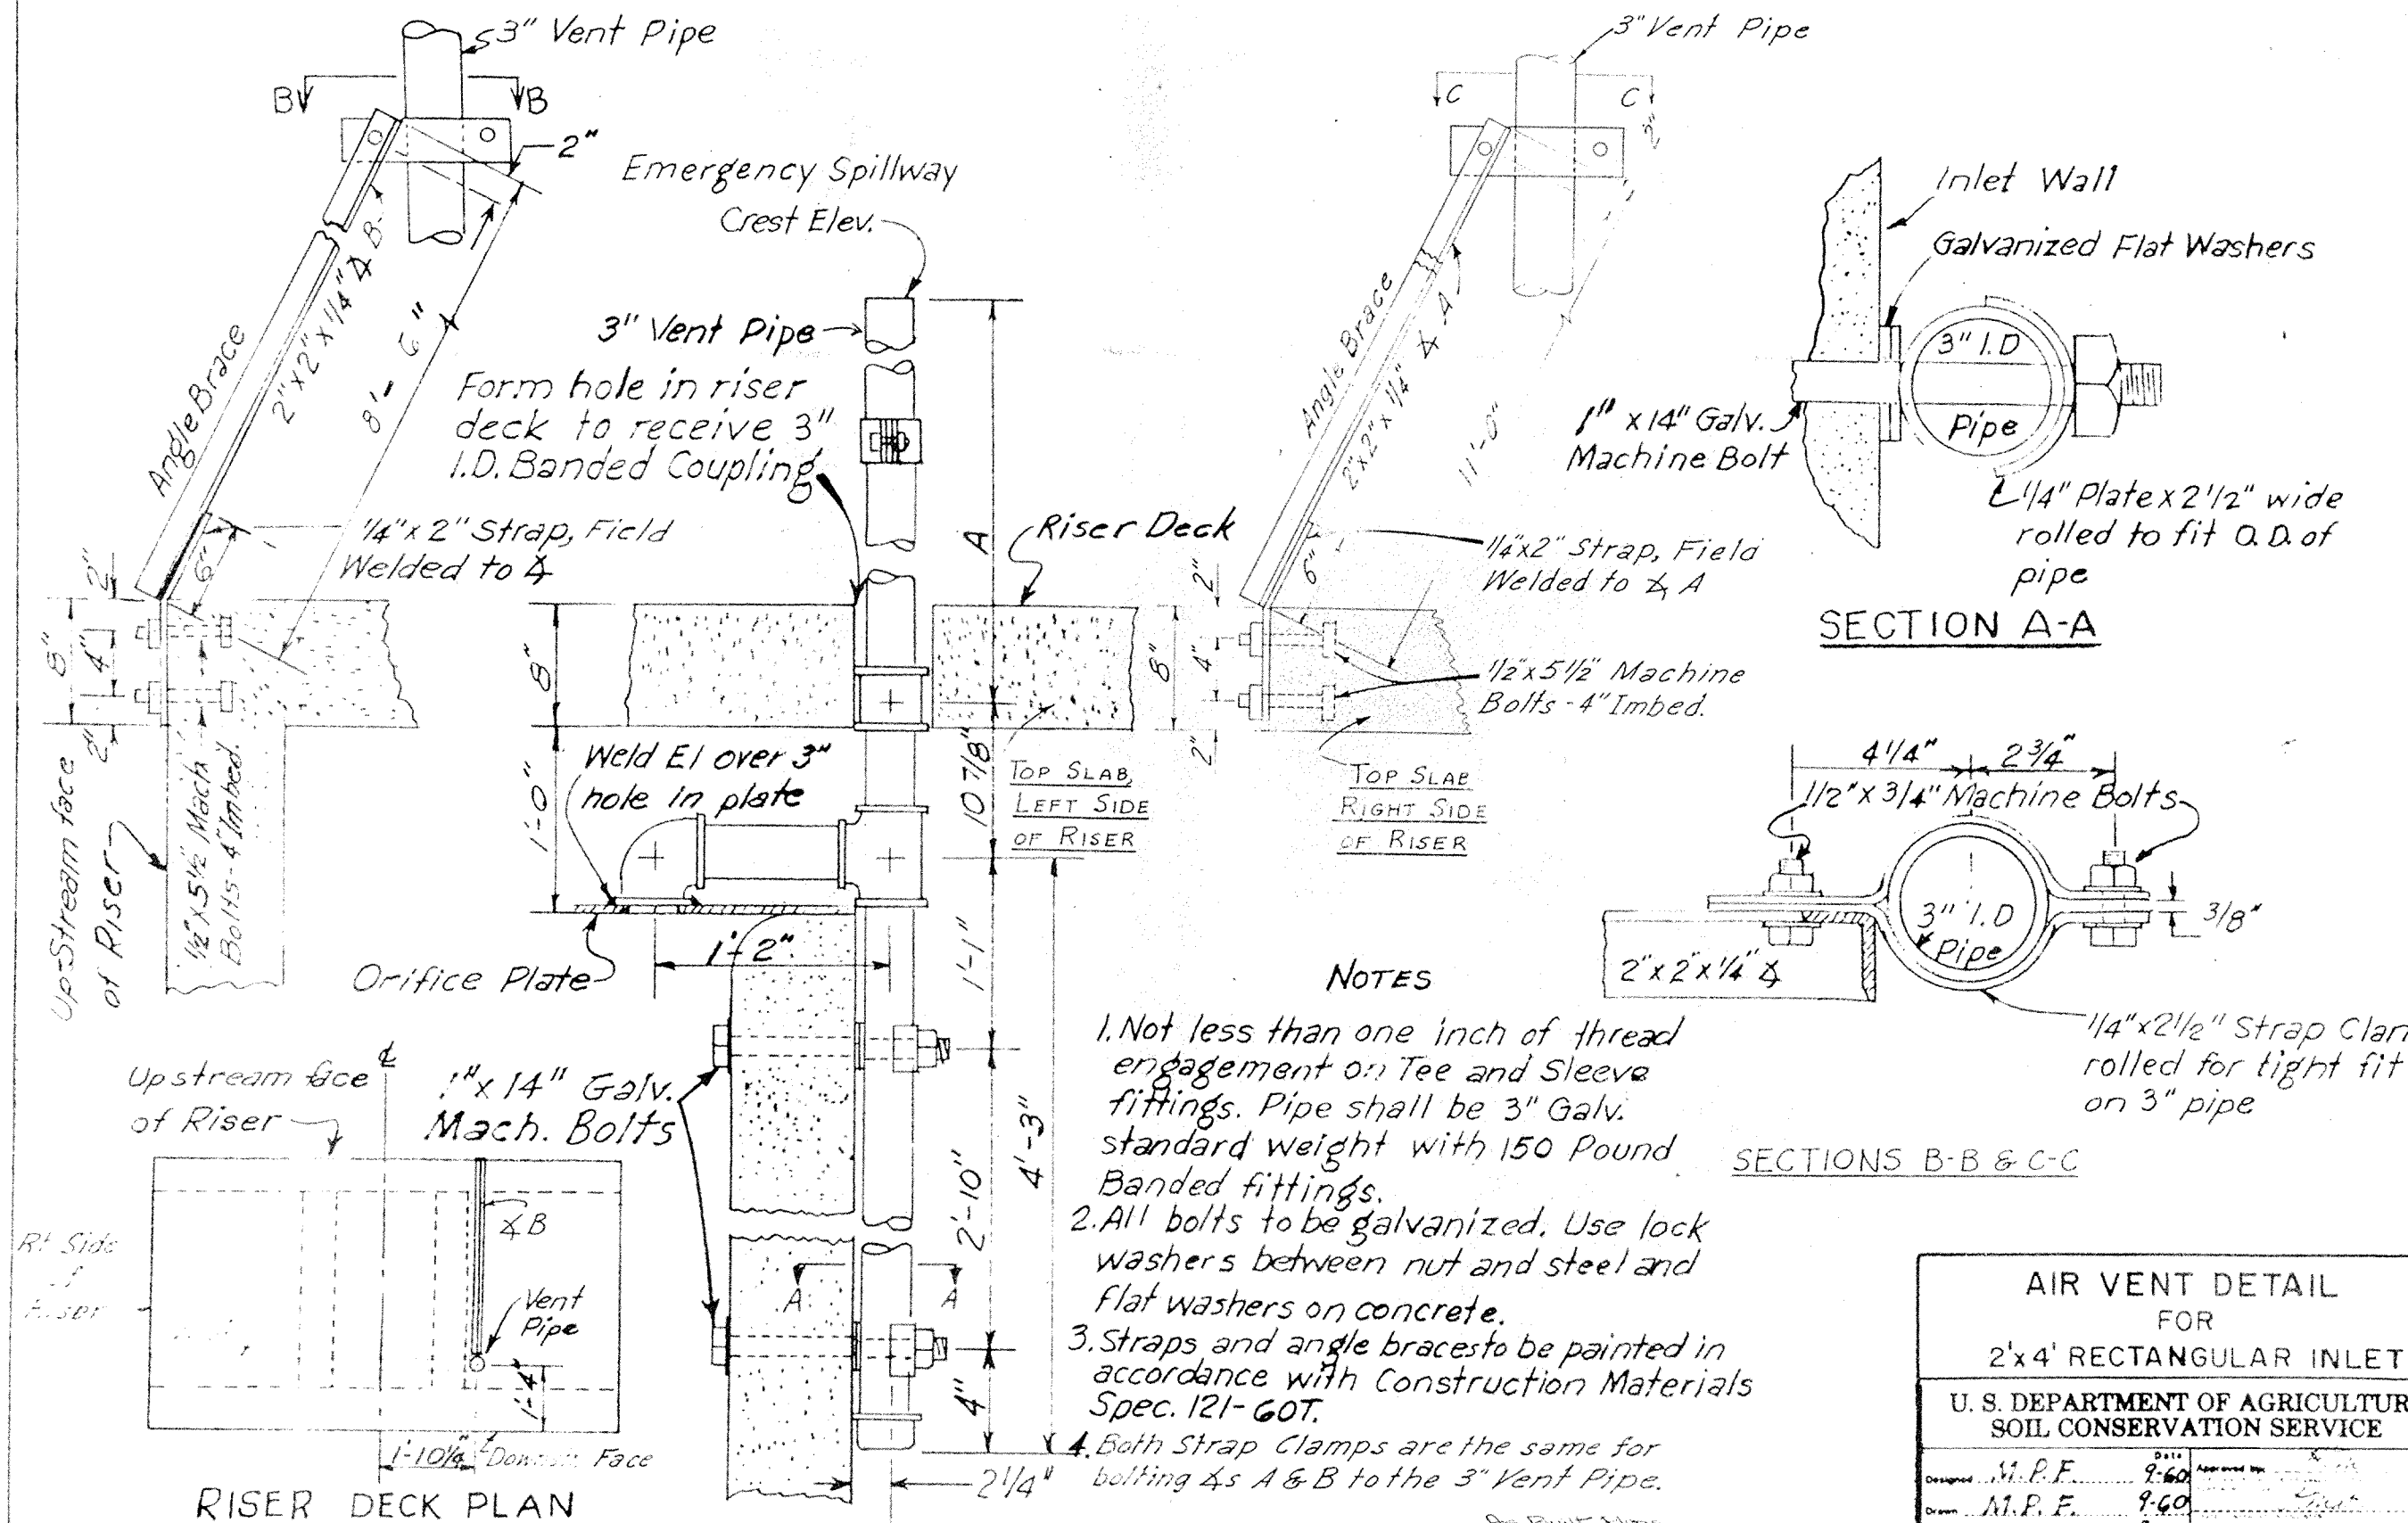 3" Vent Pipe
B B
2"
2"x2"x1/4" ∡ B
8'-6"
Angle Brace
6"
1/4"x2" Strap, Field
Welded to ∡
2"
8"
4"
2"
1/2"x5 1/2" Mach
Bolts-4" Imbed.
Up-Stream face
of Riser
Emergency Spillway
Crest Elev.
3" Vent Pipe
Form hole in riser
deck to receive 3"
I.D. Banded Coupling
A
Riser Deck
8"
1'-0"
Weld El over 3"
hole in plate
10 7/8"
TOP SLAB,
LEFT SIDE
OF RISER
Orifice Plate
1'-2"
1'-1"
1"x14" Galv.
Mach. Bolts
4'-3"
2'-10"
A A
4"
2 1/4"
3" Vent Pipe
C C
2"
Angle Brace
2"x2"x1/4" ∡ A
11'-0"
6"
1/4"x2" Strap, Field
Welded to ∡ A
2"
8"
4"
2"
1/2"x5 1/2" Machine
Bolts-4" Imbed.
TOP SLAB
RIGHT SIDE
OF RISER
Inlet Wall
Galvanized Flat Washers
3" I.D
Pipe
1" x14" Galv.
Machine Bolt
1/4" Plate x 2 1/2" wide
rolled to fit O.D. of
pipe
SECTION A-A
4 1/4" 2 3/4"
1/2"x 3/4" Machine Bolts
3" I.D
Pipe
3/8"
2"x2"x1/4" ∡
1/4"x2 1/2" Strap Clam
rolled for tight fit
on 3" pipe
SECTIONS B-B & C-C
Upstream face
of Riser
℄
Rt Side
∡B
Vent
Pipe
1'-4"
1'-10 1/4" Face
RISER DECK PLAN
NOTES
1. Not less than one inch of thread
engagement on Tee and Sleeve
fittings. Pipe shall be 3" Galv.
standard weight with 150 Pound
Banded fittings.
2. All bolts to be galvanized. Use lock
washers between nut and steel and
flat washers on concrete.
3. Straps and angle braces to be painted in
accordance with Construction Materials
Spec. 121-60T.
4. Both Strap Clamps are the same for
bolting ∡s A & B to the 3" Vent Pipe.
AIR VENT DETAIL
FOR
2'x4' RECTANGULAR INLET
U. S. DEPARTMENT OF AGRICULTUR
SOIL CONSERVATION SERVICE
Date
Designed M.P.F. 9-60 Approved by
Drawn M.P.F. 9-60